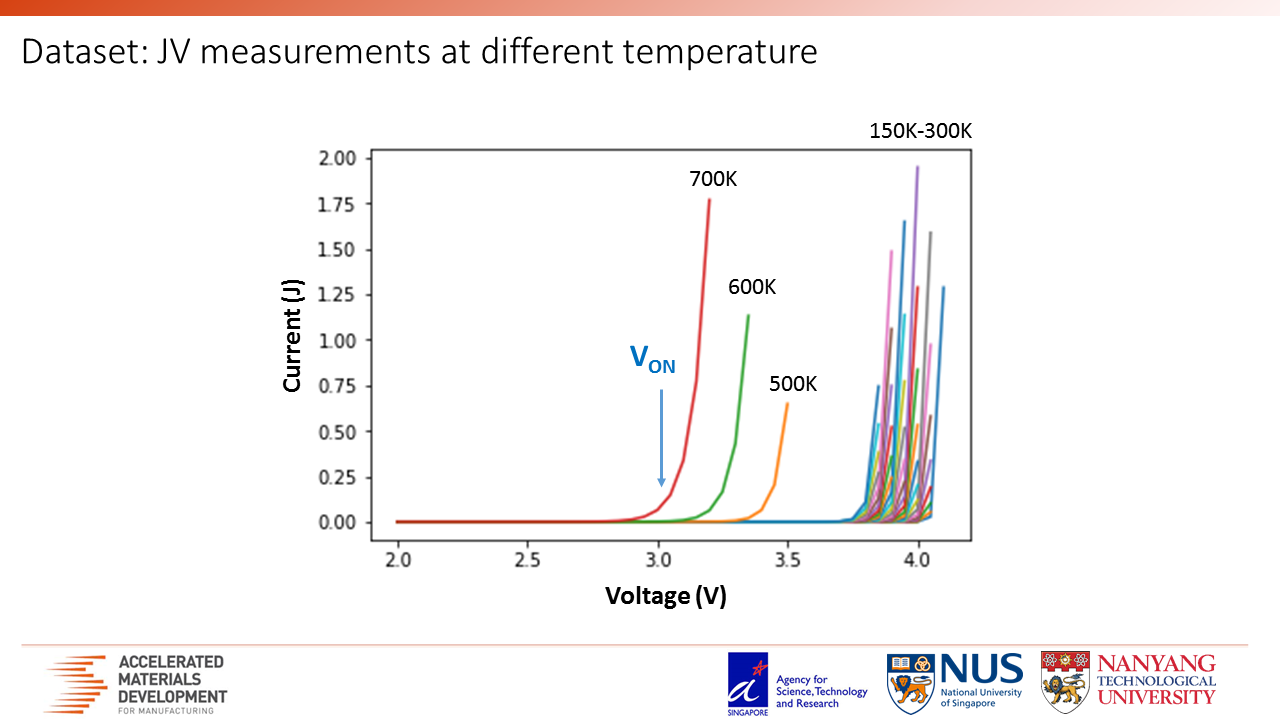 Dataset: JV measurements at different temperature
150K-300K
2.00
700K
1.75
1.50
600K
1.25
Current (J)
1.00
V_ON
500K
0.75
0.50
0.25
0.00
2.0 2.5 3.0 3.5 4.0
Voltage (V)
ACCELERATED
MATERIALS
DEVELOPMENT
FOR MANUFACTURING
a
SINGAPORE
Agency for
Science, Technology
and Research
NUS
National University
of Singapore
NANYANG
TECHNOLOGICAL
UNIVERSITY